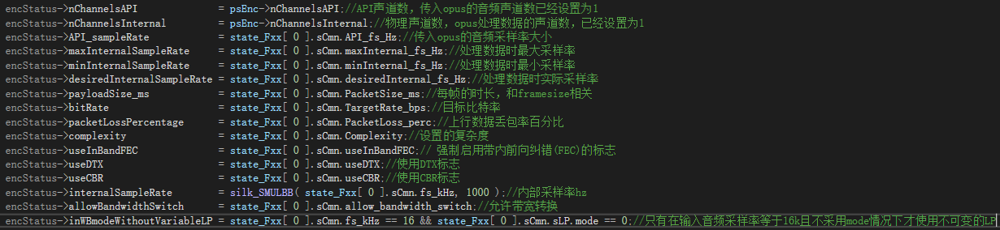 encStatus->nChannelsAPI = psEnc->nChannelsAPI;//API声道数，传入opus的音频声道数已经设置为1
encStatus->nChannelsInternal = psEnc->nChannelsInternal;//物理声道数，opus处理数据的声道数，已经设置为1
encStatus->API_sampleRate = state_Fxx[ 0 ].sCmn.API_fs_Hz;//传入opus的音频采样率大小
encStatus->maxInternalSampleRate = state_Fxx[ 0 ].sCmn.maxInternal_fs_Hz;//处理数据时最大采样率
encStatus->minInternalSampleRate = state_Fxx[ 0 ].sCmn.minInternal_fs_Hz;//处理数据时最小采样率
encStatus->desiredInternalSampleRate = state_Fxx[ 0 ].sCmn.desiredInternal_fs_Hz;//处理数据时实际采样率
encStatus->payloadSize_ms = state_Fxx[ 0 ].sCmn.PacketSize_ms;//每帧的时长，和framesize相关
encStatus->bitRate = state_Fxx[ 0 ].sCmn.TargetRate_bps;//目标比特率
encStatus->packetLossPercentage = state_Fxx[ 0 ].sCmn.PacketLoss_perc;//上行数据丢包率百分比
encStatus->complexity = state_Fxx[ 0 ].sCmn.Complexity;//设置的复杂度
encStatus->useInBandFEC = state_Fxx[ 0 ].sCmn.useInBandFEC;// 强制启用带内前向纠错(FEC)的标志
encStatus->useDTX = state_Fxx[ 0 ].sCmn.useDTX;//使用DTX标志
encStatus->useCBR = state_Fxx[ 0 ].sCmn.useCBR;//使用CBR标志
encStatus->internalSampleRate = silk_SMULBB( state_Fxx[ 0 ].sCmn.fs_kHz, 1000 );//内部采样率hz
encStatus->allowBandwidthSwitch = state_Fxx[ 0 ].sCmn.allow_bandwidth_switch;//允许带宽转换
encStatus->inWBmodeWithoutVariableLP = state_Fxx[ 0 ].sCmn.fs_kHz == 16 && state_Fxx[ 0 ].sCmn.sLP.mode == 0;//只有在输入音频采样率等于16k且不采用mode情况下才使用不可变的LP